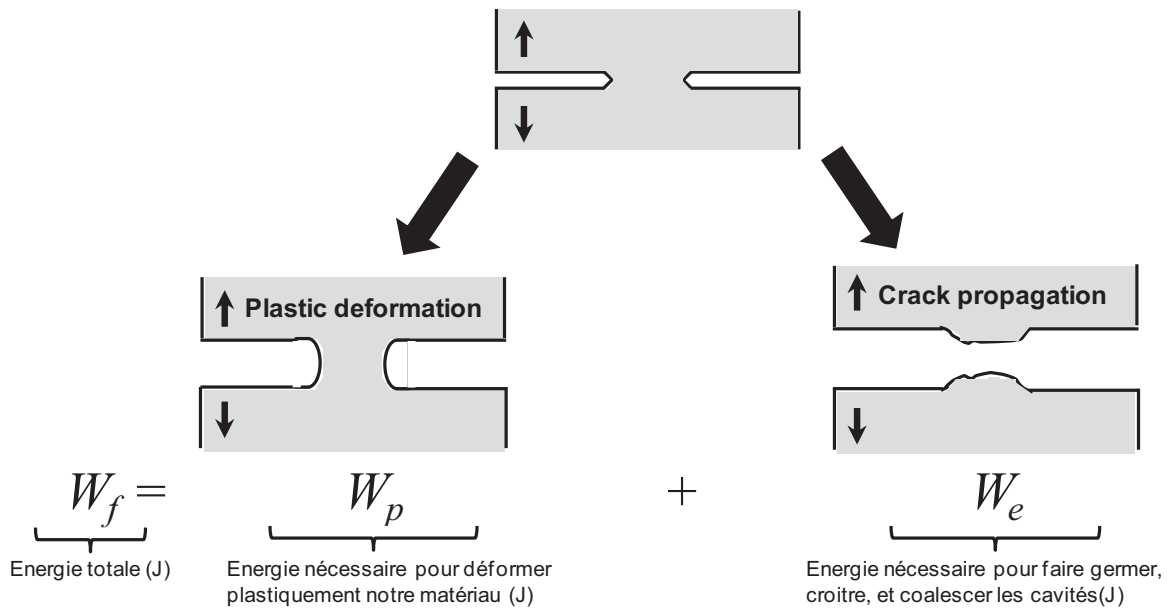 Plastic deformation
Crack propagation
W_f = W_p + W_e
Energie totale (J)
Energie nécessaire pour déformer
plastiquement notre matériau (J)
Energie nécessaire pour faire germer,
croitre, et coalescer les cavités(J)